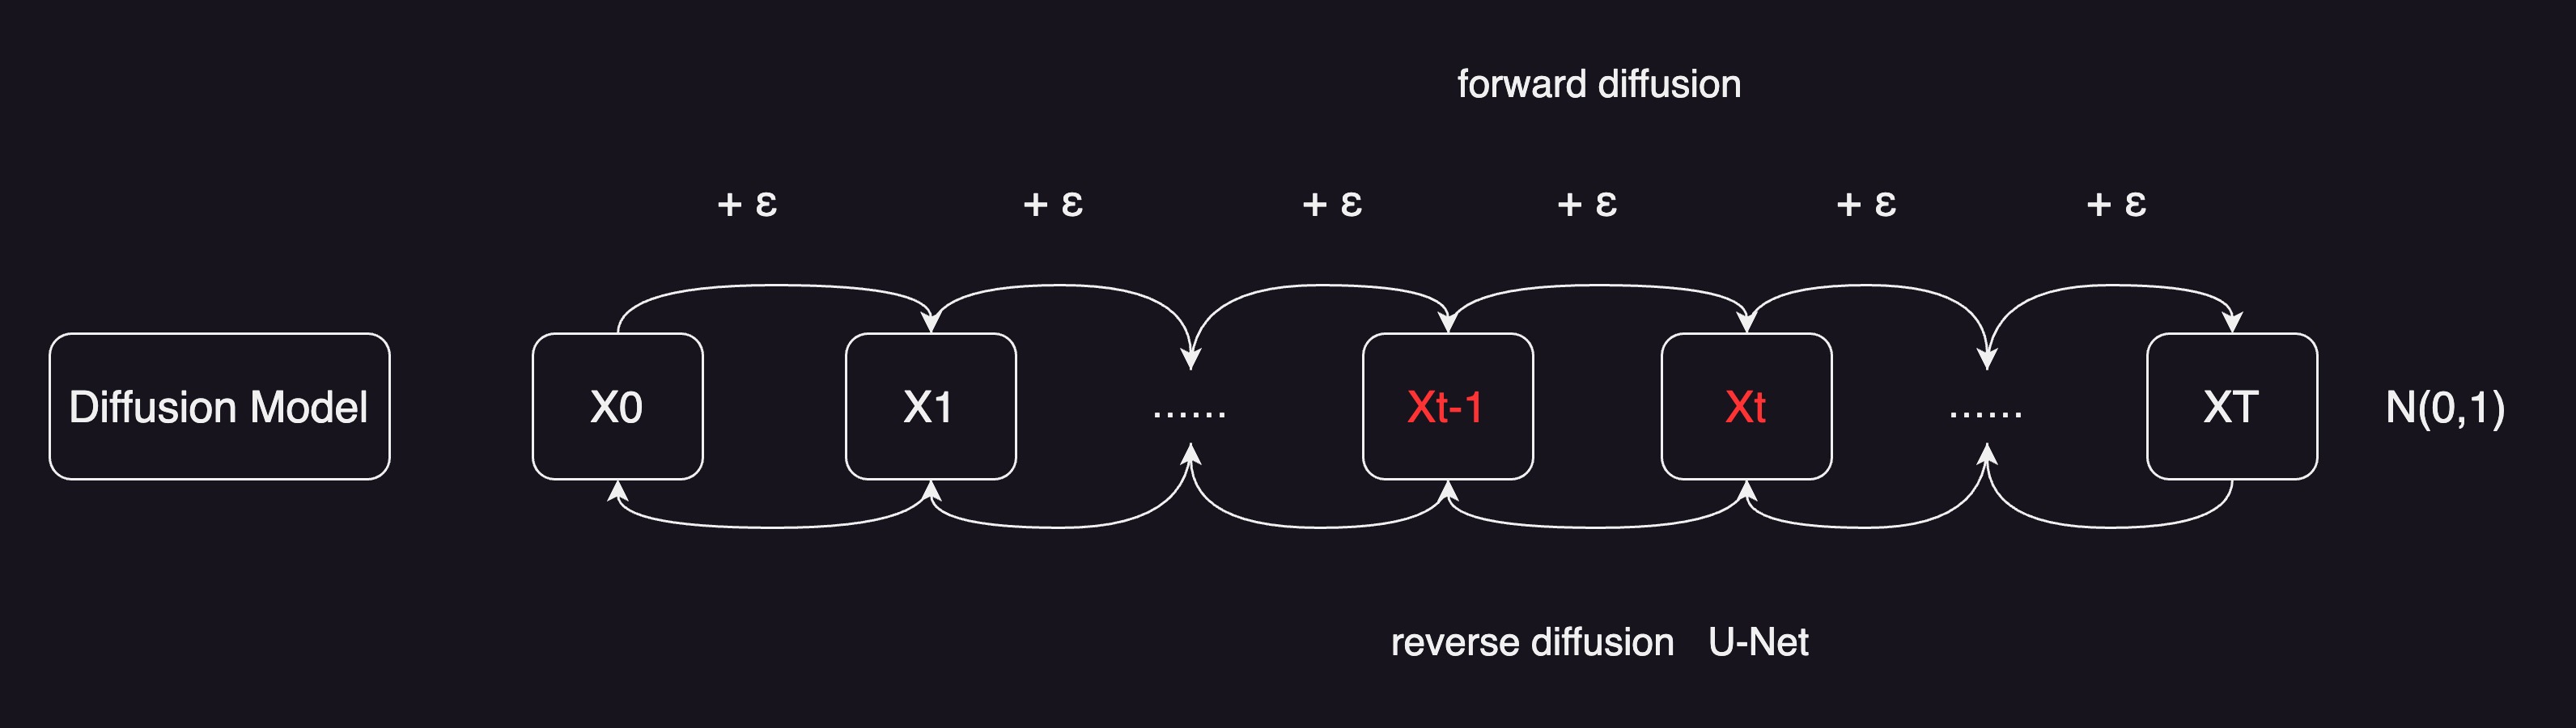 forward diffusion
+ ε + ε + ε + ε + ε + ε
Diffusion Model X0 X1 ...... Xt-1 Xt ...... XT N(0,1)
reverse diffusion U-Net